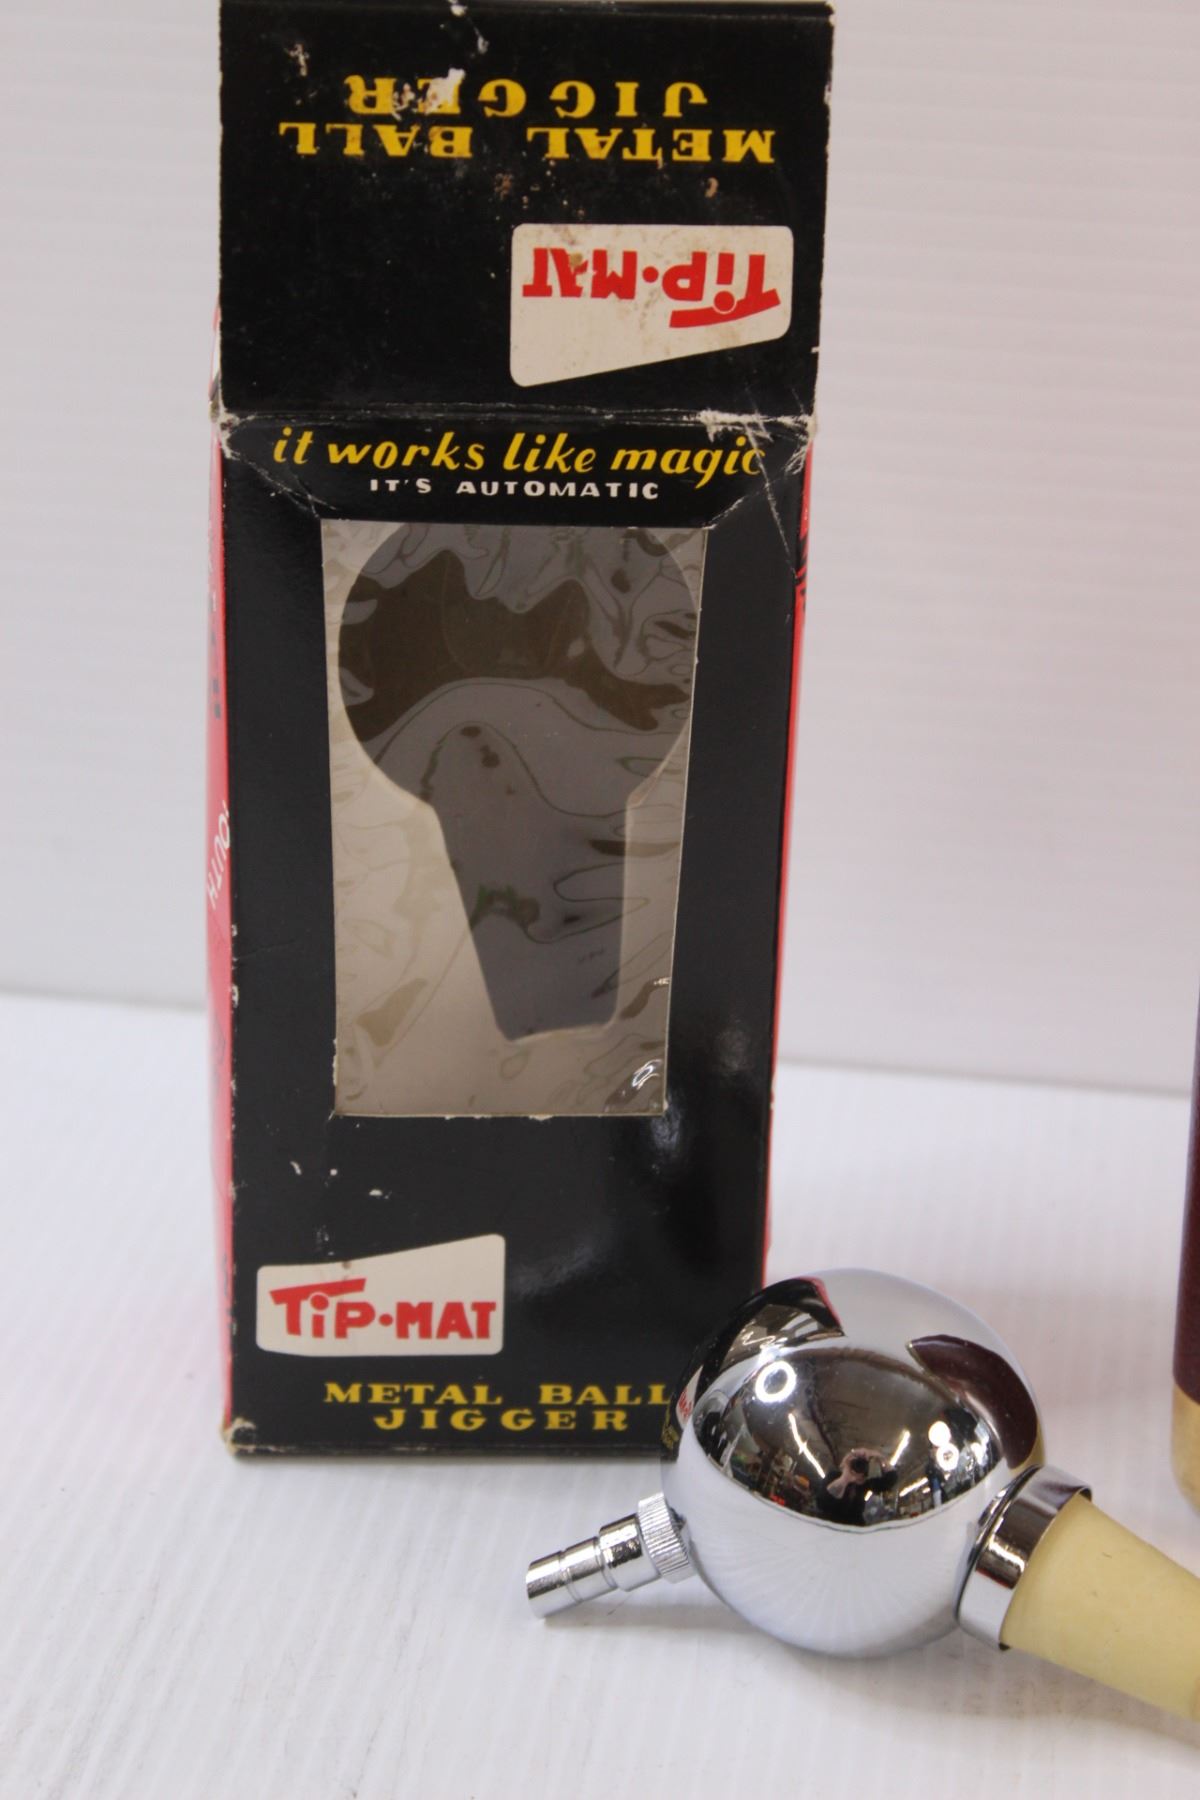 METAL BALL
JIGGER
TiP•MAT
it works like magic
IT'S AUTOMATIC
TiP•MAT
METAL BALL
JIGGER